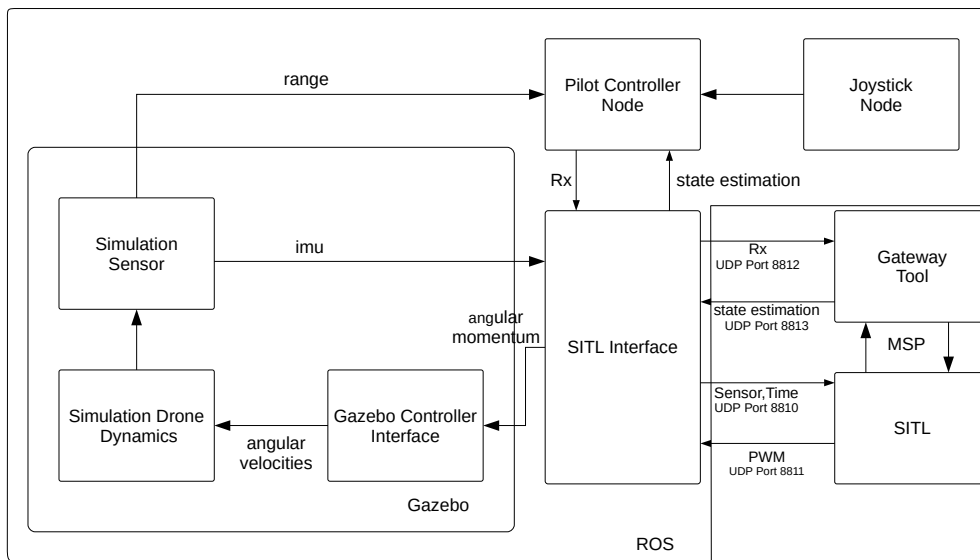 range
Pilot Controller
Node
Joystick
Node
Rx
state estimation
Simulation
Sensor
imu
Rx
UDP Port 8812
Gateway
Tool
state estimation
UDP Port 8813
angular
momentum
SITL Interface
MSP
Simulation Drone
Dynamics
angular
velocities
Gazebo Controller
Interface
Sensor,Time
UDP Port 8810
SITL
PWM
UDP Port 8811
Gazebo
ROS